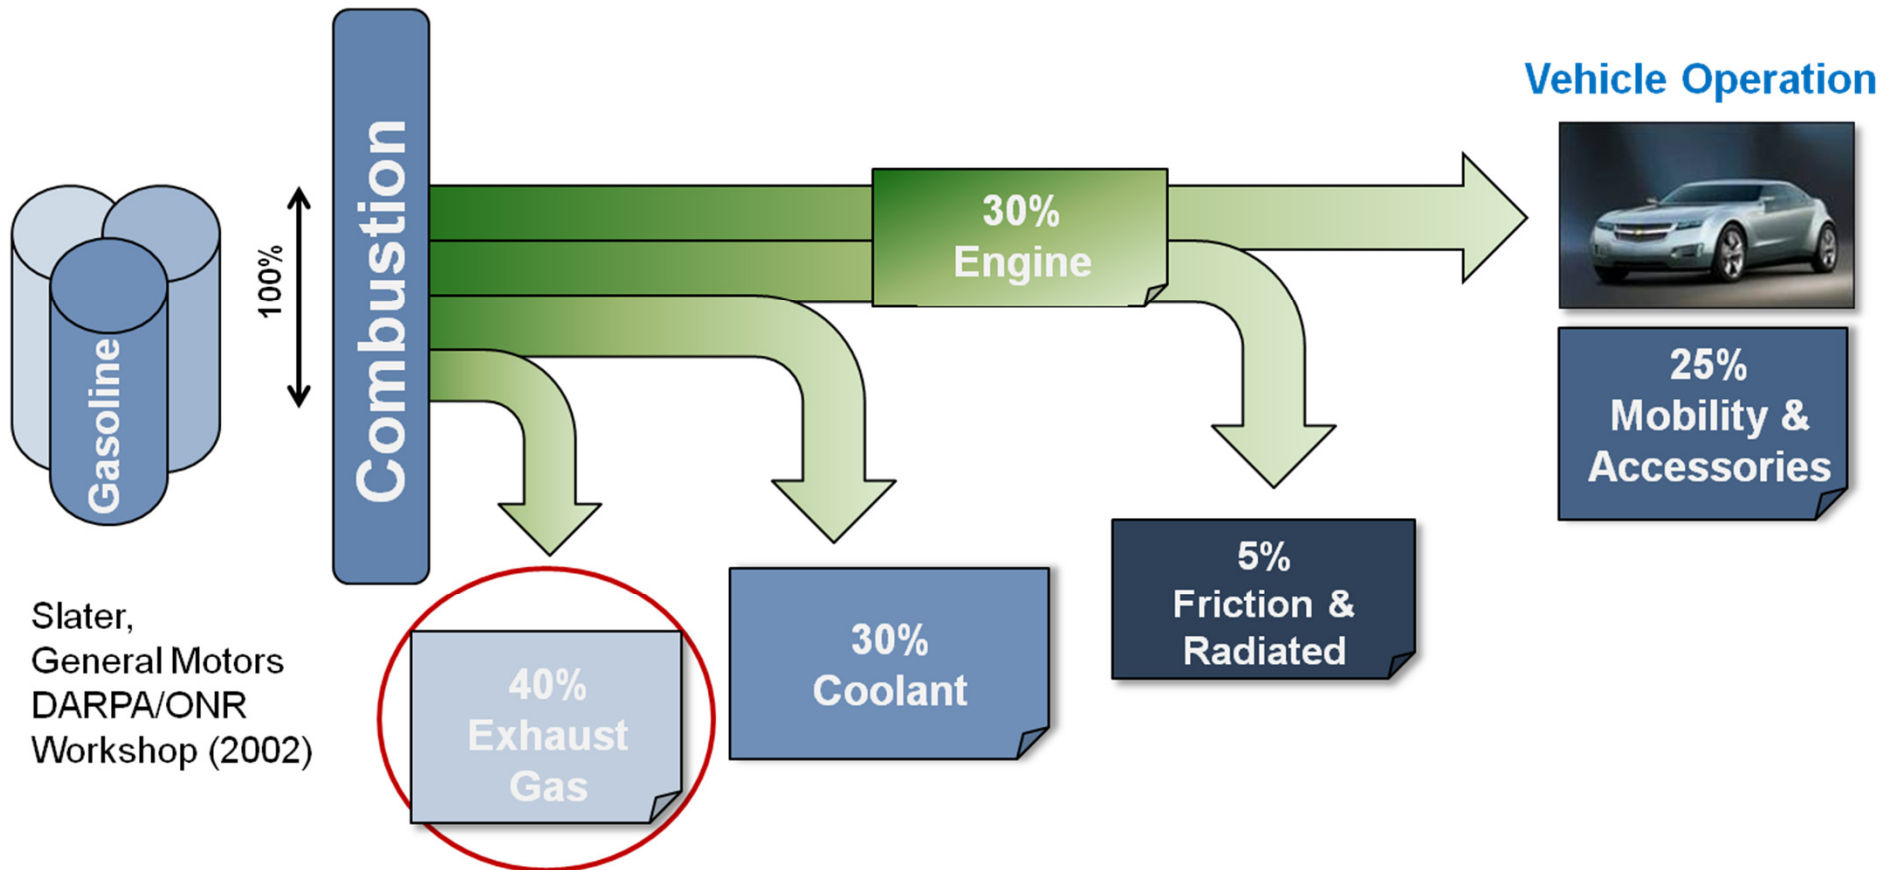 Vehicle Operation
Gasoline
100%
Combustion
30%
Engine
25%
Mobility &
Accessories
5%
Friction &
Radiated
30%
Coolant
40%
Exhaust
Gas
Slater,
General Motors
DARPA/ONR
Workshop (2002)